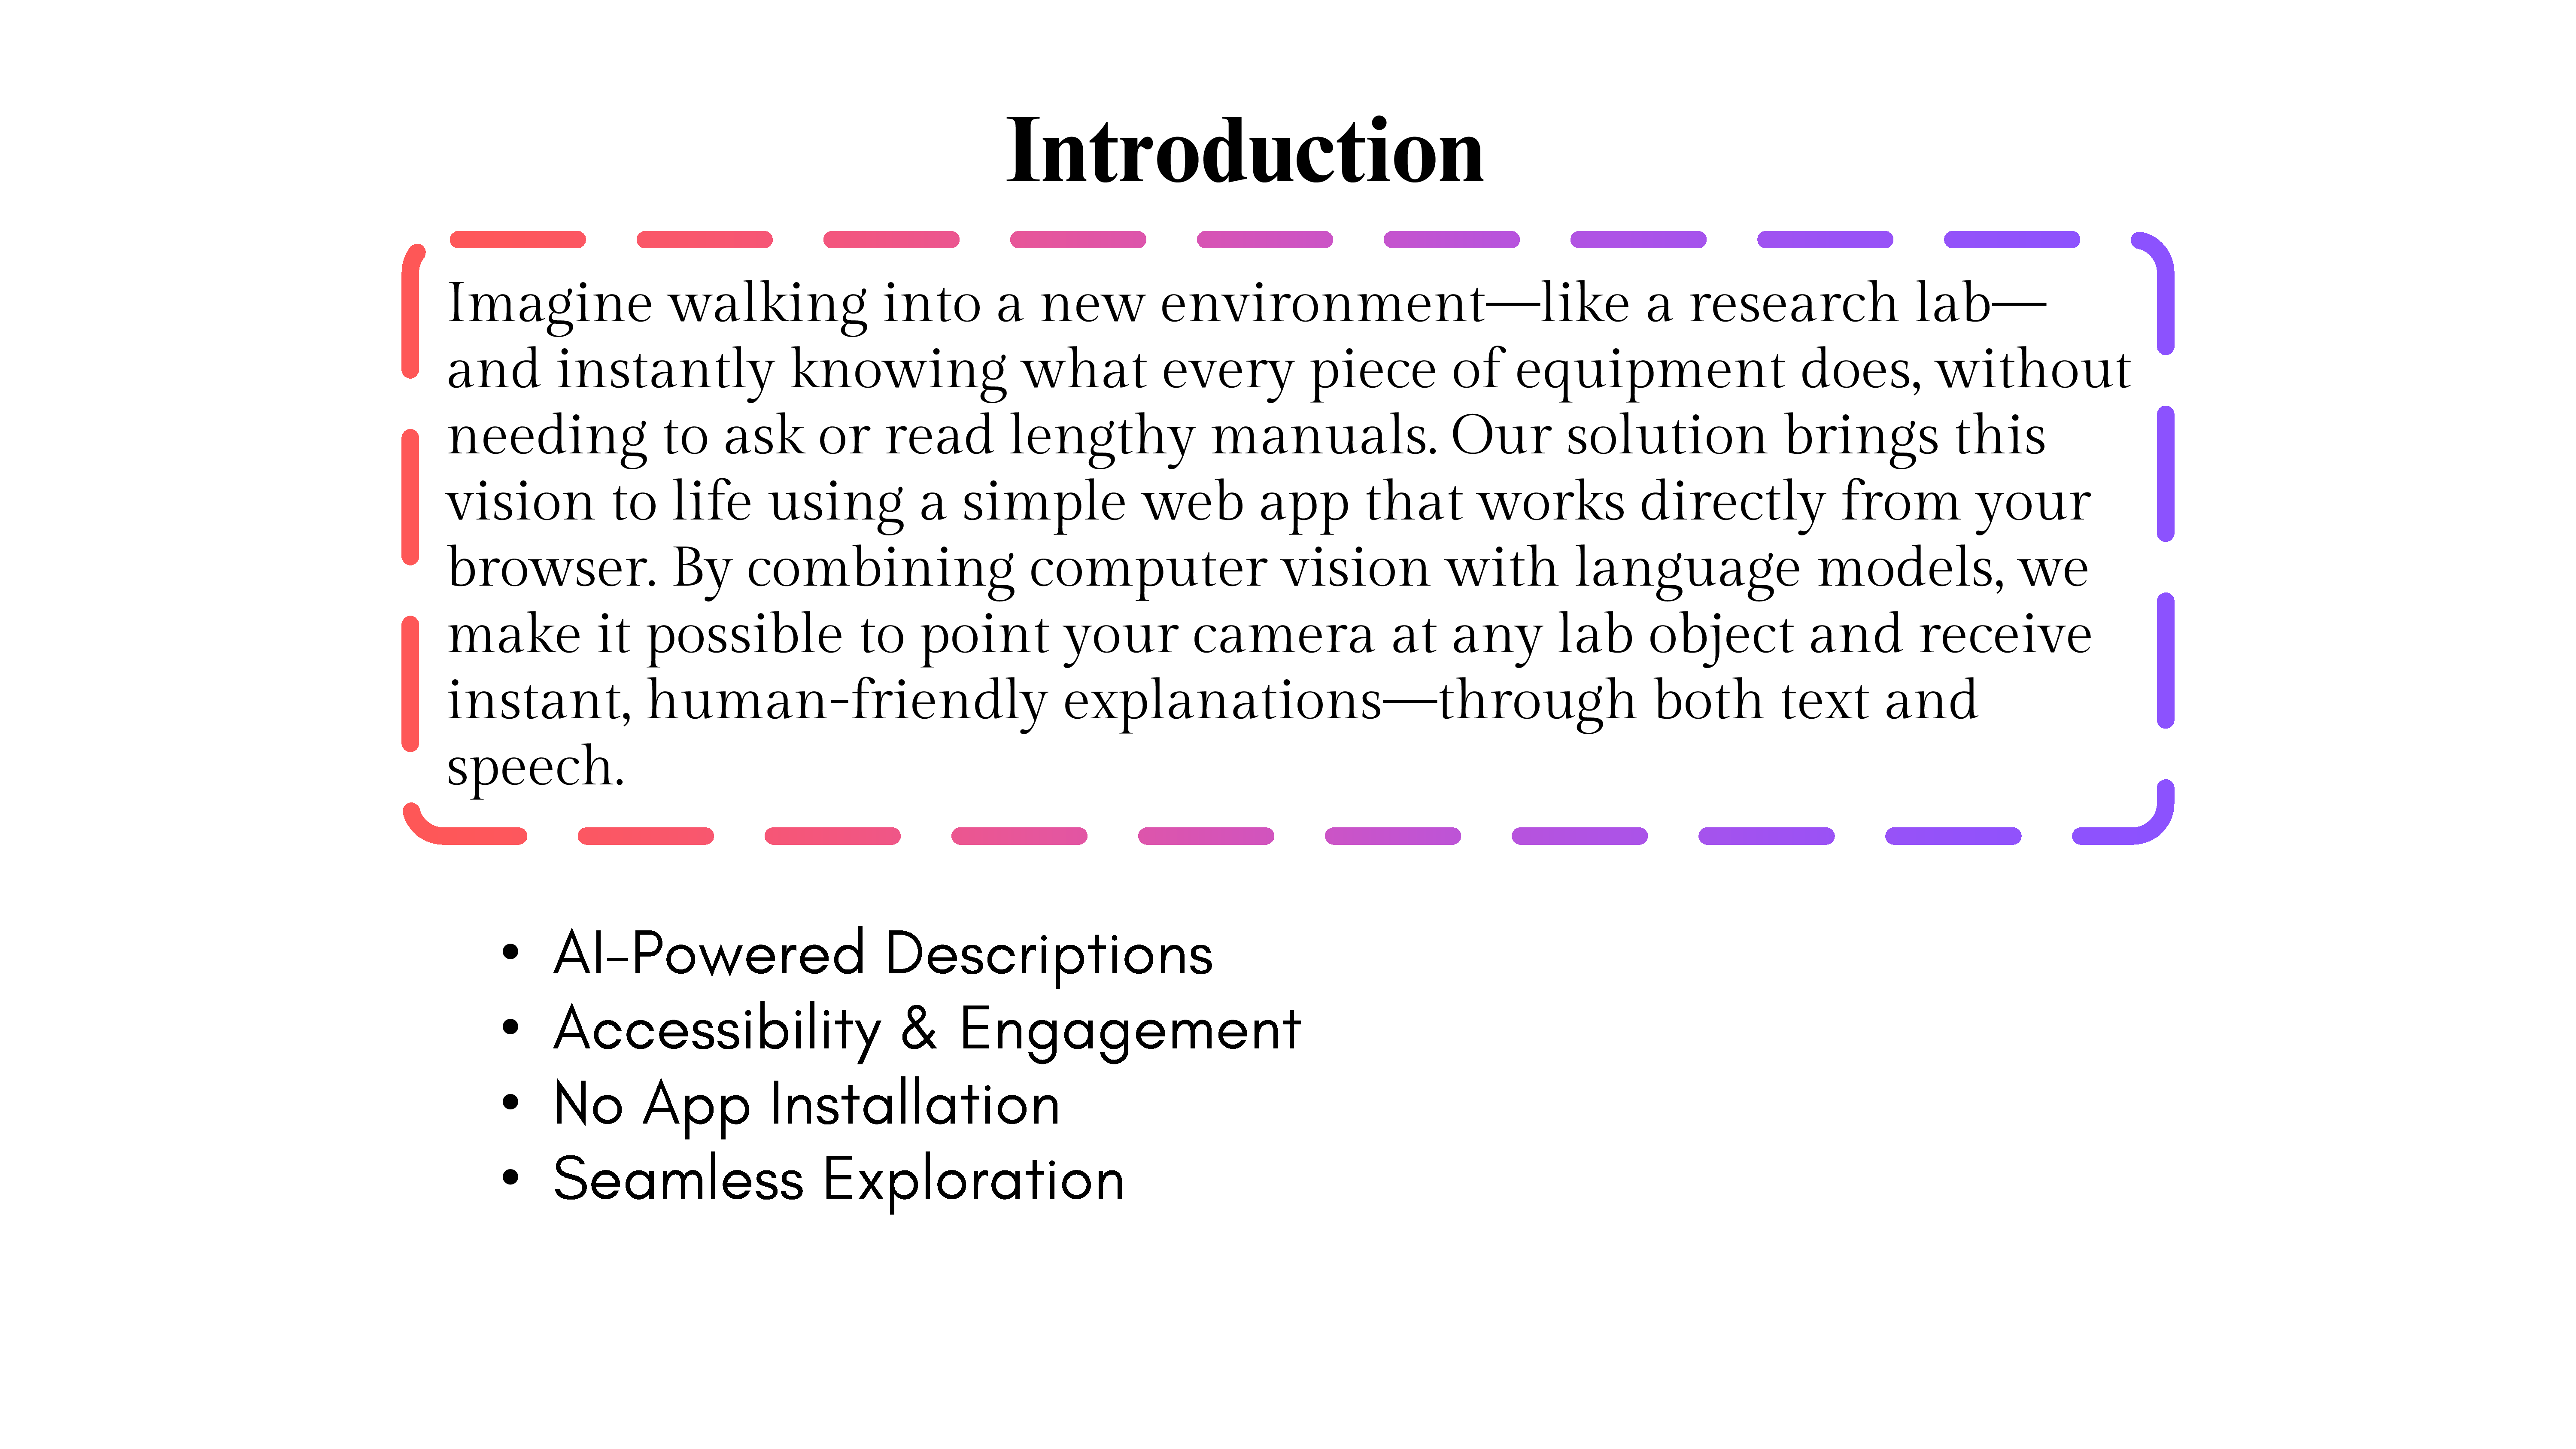 Introduction
Imagine walking into a new environment—like a research lab—
and instantly knowing what every piece of equipment does, without
needing to ask or read lengthy manuals. Our solution brings this
vision to life using a simple web app that works directly from your
browser. By combining computer vision with language models, we
make it possible to point your camera at any lab object and receive
instant, human-friendly explanations—through both text and
speech.
• AI-Powered Descriptions
• Accessibility & Engagement
• No App Installation
• Seamless Exploration